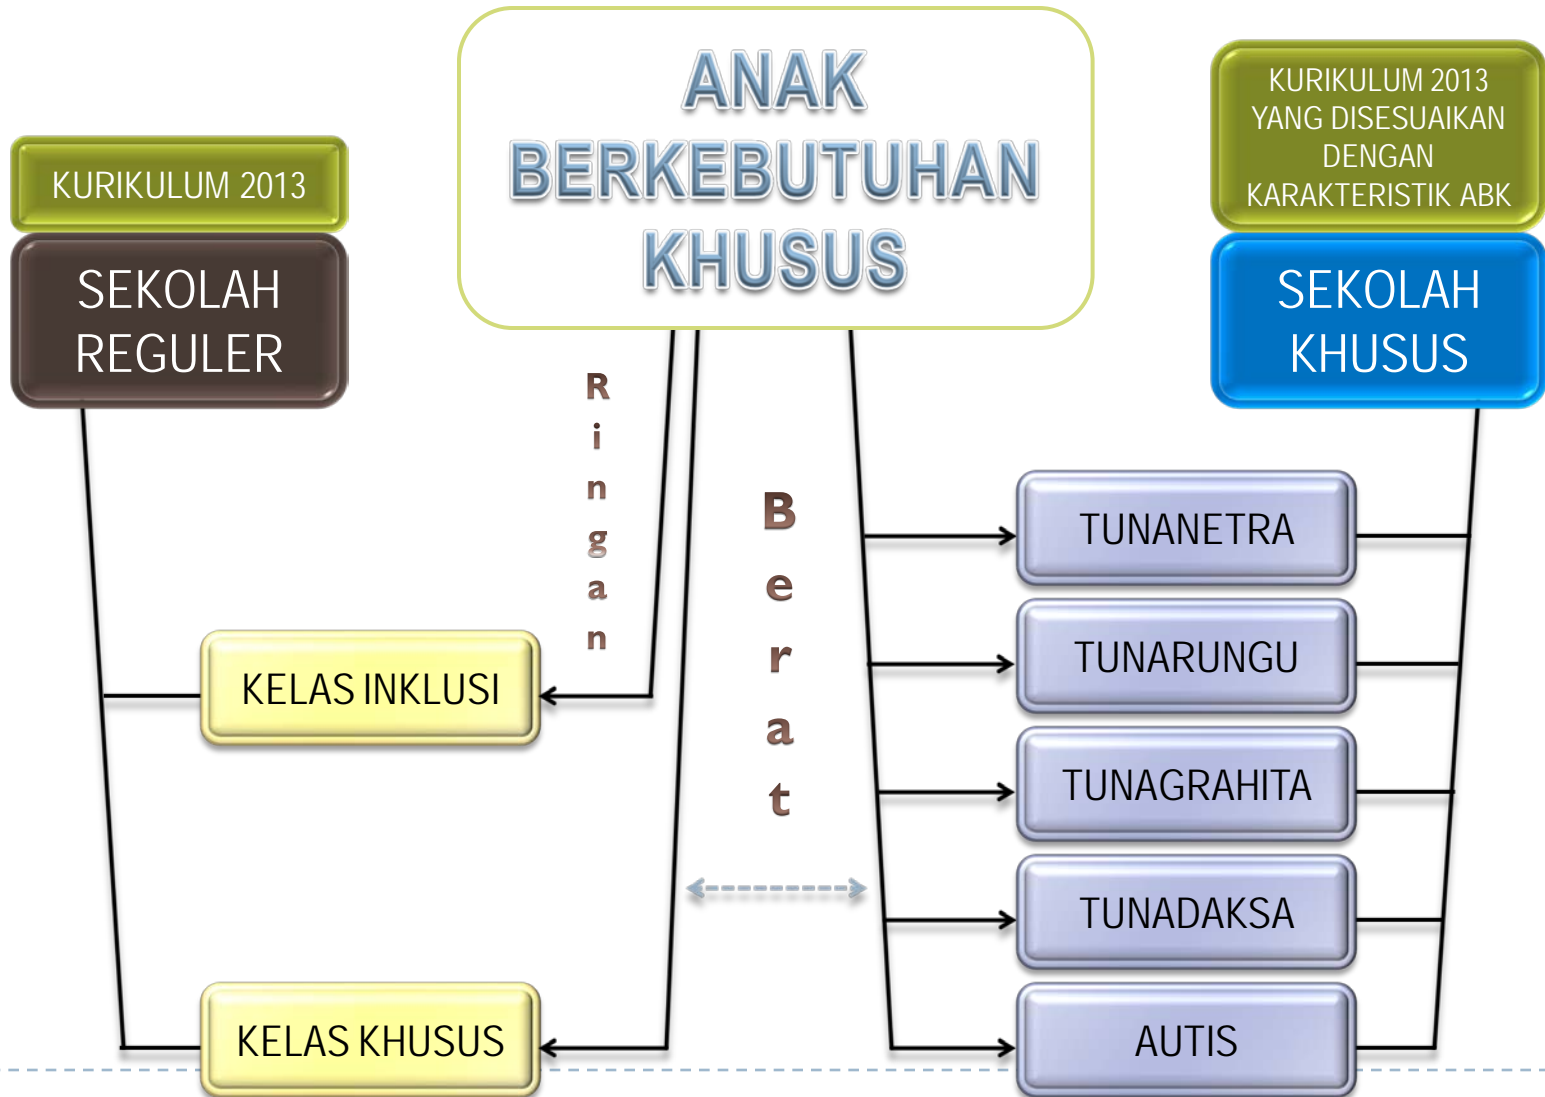 ANAK
BERKEBUTUHAN
KHUSUS
KURIKULUM 2013
SEKOLAH
REGULER
KURIKULUM 2013
YANG DISESUAIKAN
DENGAN
KARAKTERISTIK ABK
SEKOLAH
KHUSUS
Ringan
Berat
KELAS INKLUSI
KELAS KHUSUS
TUNANETRA
TUNARUNGU
TUNAGRAHITA
TUNADAKSA
AUTIS